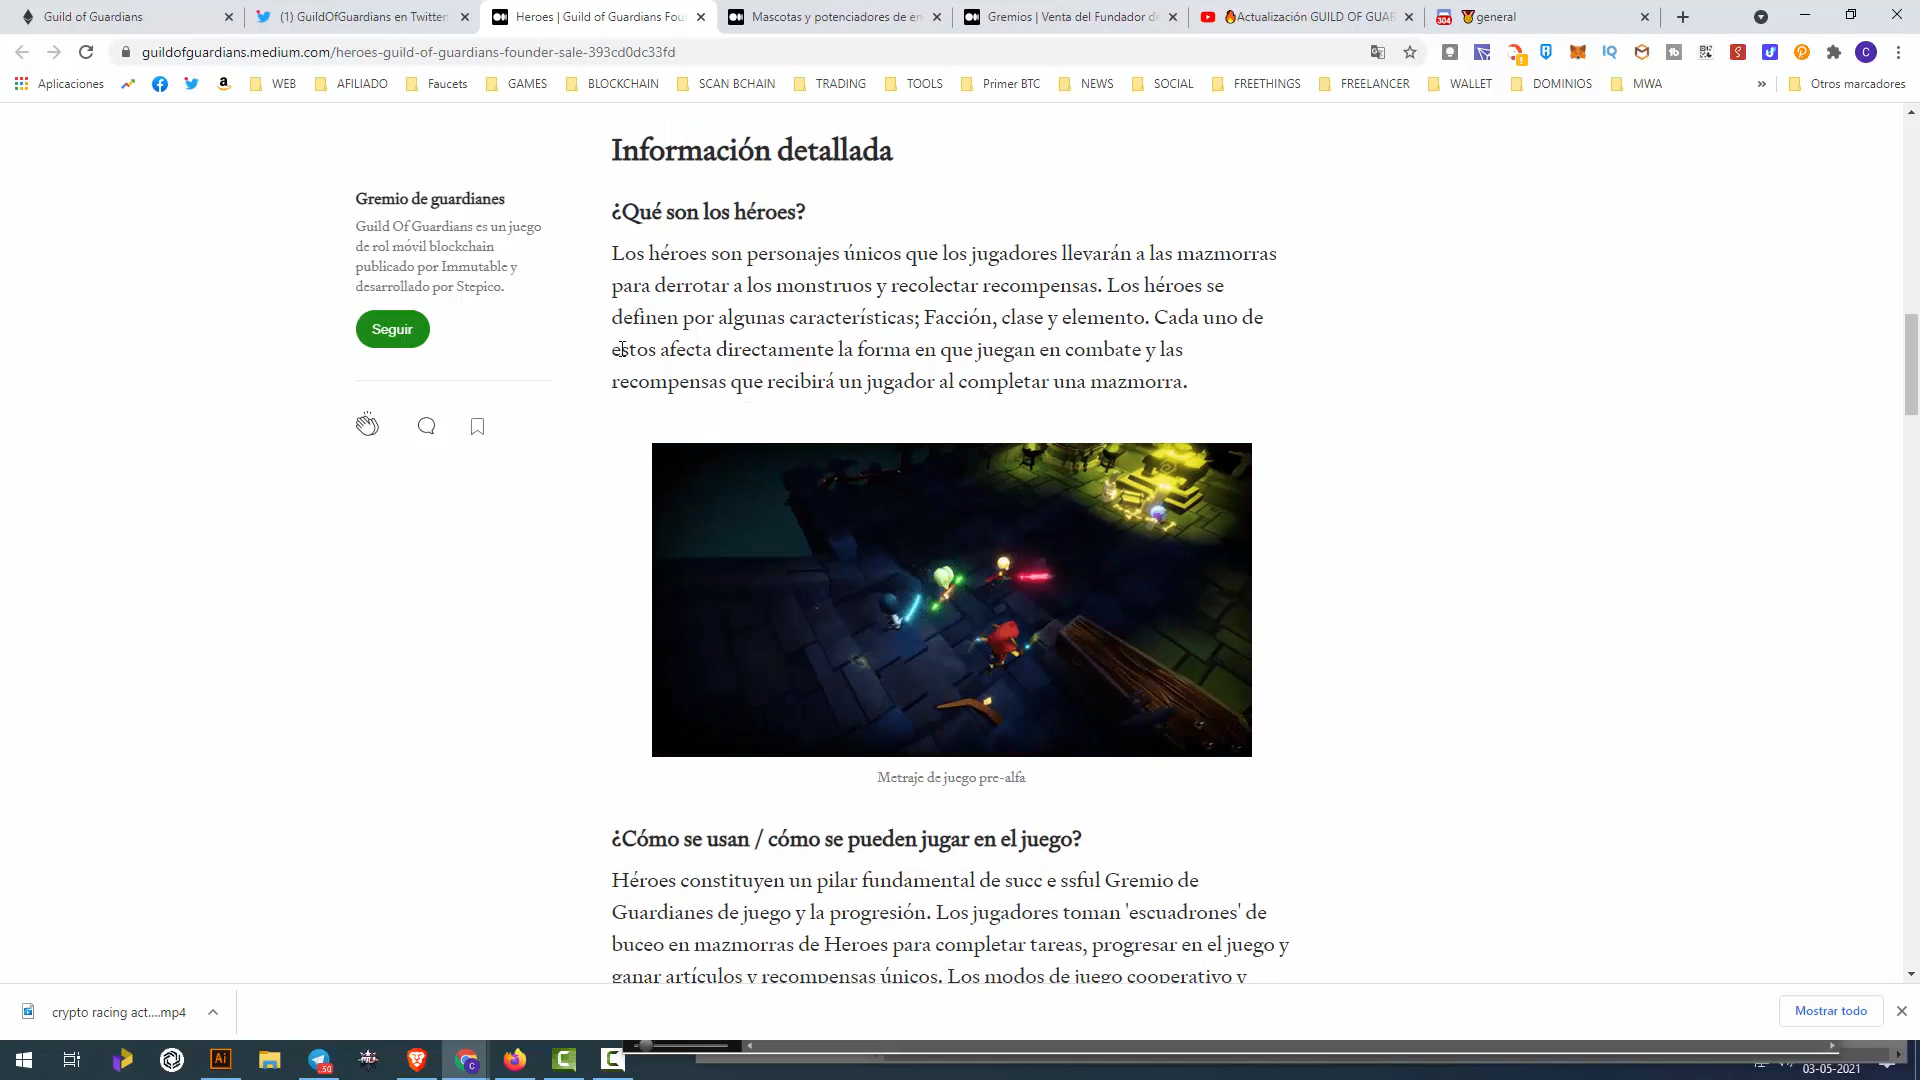 Guild of Guardians
(1) GuildOfGuardians en Twitter:
Heroes | Guild of Guardians Fou
Mascotas y potenciadores de en
Gremios | Venta del Fundador de
🔥Actualización GUILD OF GUAR
304
🏅general
guildofguardians.medium.com/heroes-guild-of-guardians-founder-sale-393cd0dc33fd
Aplicaciones
WEB
AFILIADO
Faucets
GAMES
BLOCKCHAIN
SCAN BCHAIN
TRADING
TOOLS
Primer BTC
NEWS
SOCIAL
FREETHINGS
FREELANCER
WALLET
DOMINIOS
MWA
»
Otros marcadores
Información detallada
Gremio de guardianes
Guild Of Guardians es un juego
de rol móvil blockchain
publicado por Immutable y
desarrollado por Stepico.
Seguir
¿Qué son los héroes?
Los héroes son personajes únicos que los jugadores llevarán a las mazmorras
para derrotar a los monstruos y recolectar recompensas. Los héroes se
definen por algunas características; Facción, clase y elemento. Cada uno de
estos afecta directamente la forma en que juegan en combate y las
recompensas que recibirá un jugador al completar una mazmorra.
Metraje de juego pre-alfa
¿Cómo se usan / cómo se pueden jugar en el juego?
Héroes constituyen un pilar fundamental de succ e ssful Gremio de
Guardianes de juego y la progresión. Los jugadores toman 'escuadrones' de
buceo en mazmorras de Heroes para completar tareas, progresar en el juego y
ganar artículos y recompensas únicos. Los modos de juego cooperativo y
crypto racing act....mp4
Mostrar todo
03-05-2021